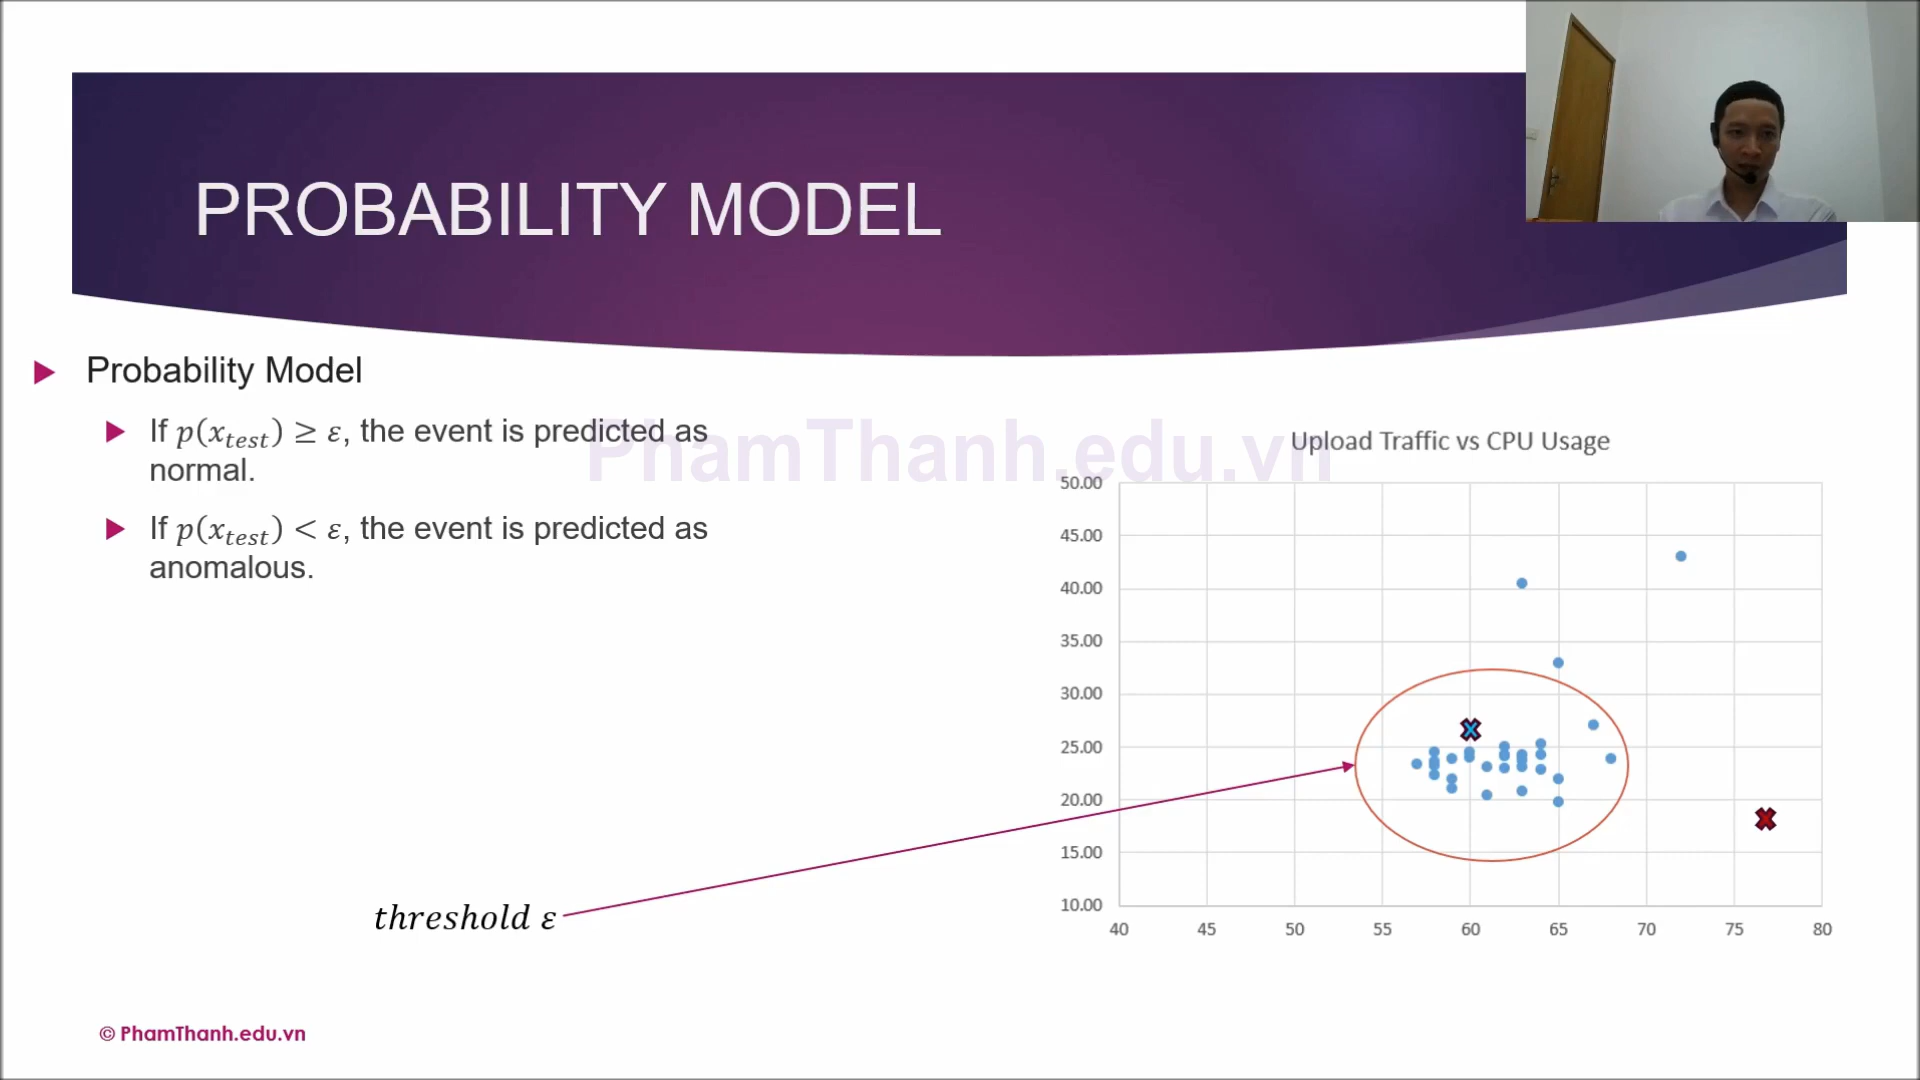 PROBABILITY MODEL
Probability Model
If p(x_test) ≥ ε, the event is predicted as
normal.
If p(x_test) < ε, the event is predicted as
anomalous.
PhamThanh.edu.vn
Upload Traffic vs CPU Usage
50.00
45.00
40.00
35.00
30.00
25.00
20.00
15.00
10.00
40 45 50 55 60 65 70 75 80
threshold ε
© PhamThanh.edu.vn